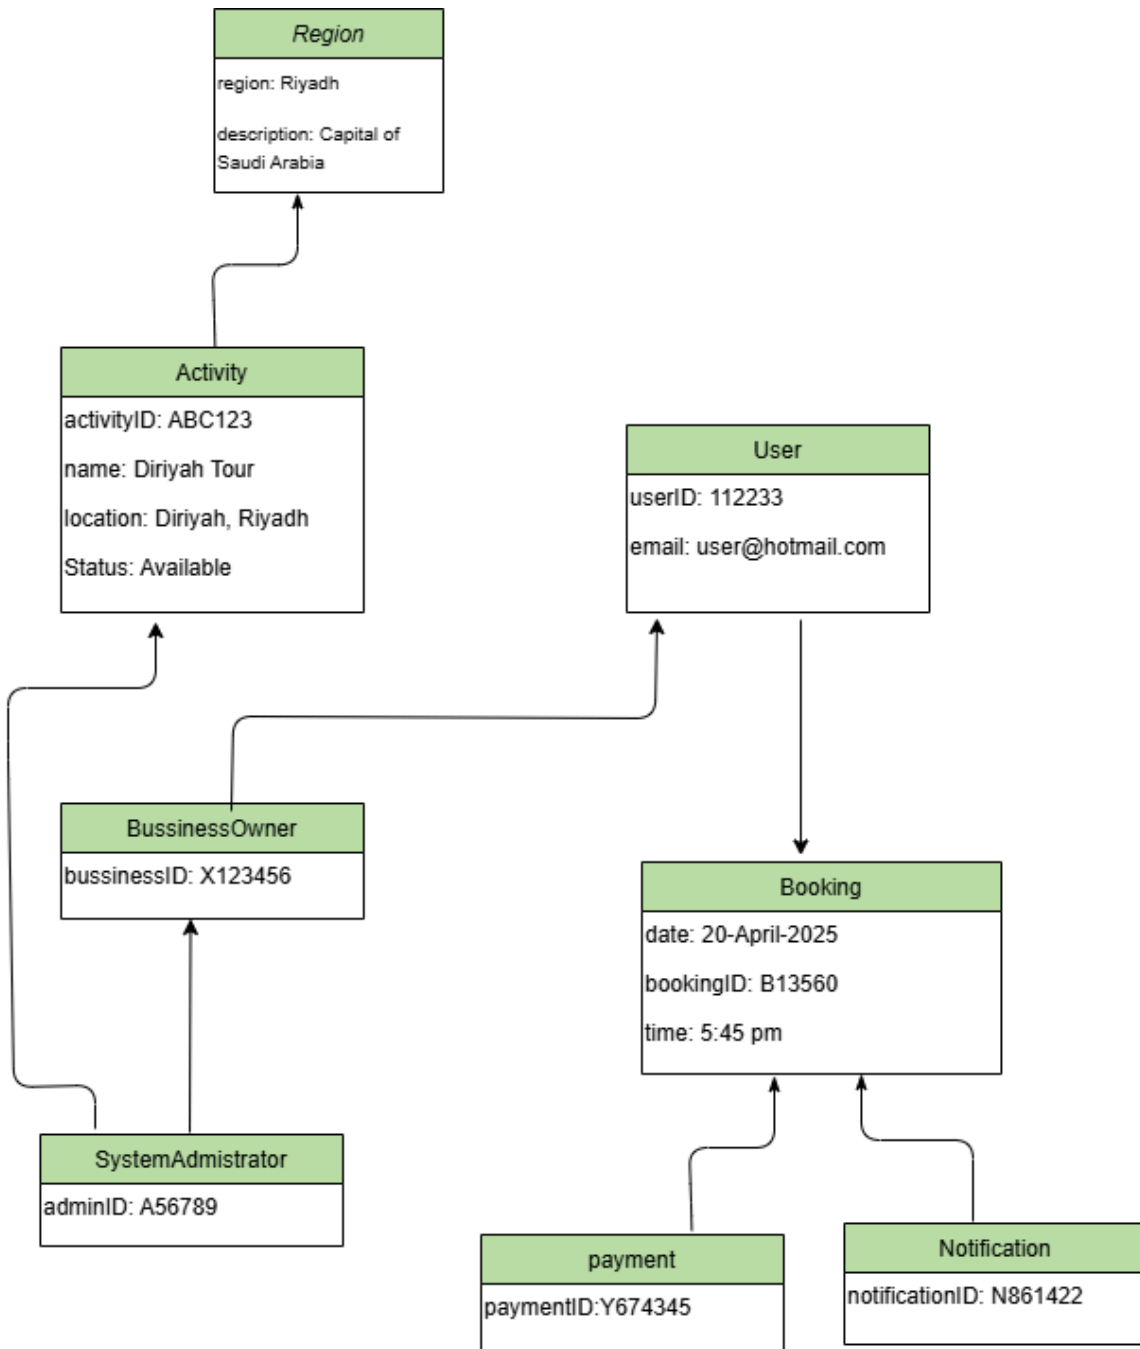 Region
region: Riyadh
description: Capital of
Saudi Arabia
Activity
activityID: ABC123
name: Diriyah Tour
location: Diriyah, Riyadh
Status: Available
User
userID: 112233
email: user@hotmail.com
BussinessOwner
bussinessID: X123456
Booking
date: 20-April-2025
bookingID: B13560
time: 5:45 pm
SystemAdmistrator
adminID: A56789
payment
paymentID:Y674345
Notification
notificationID: N861422